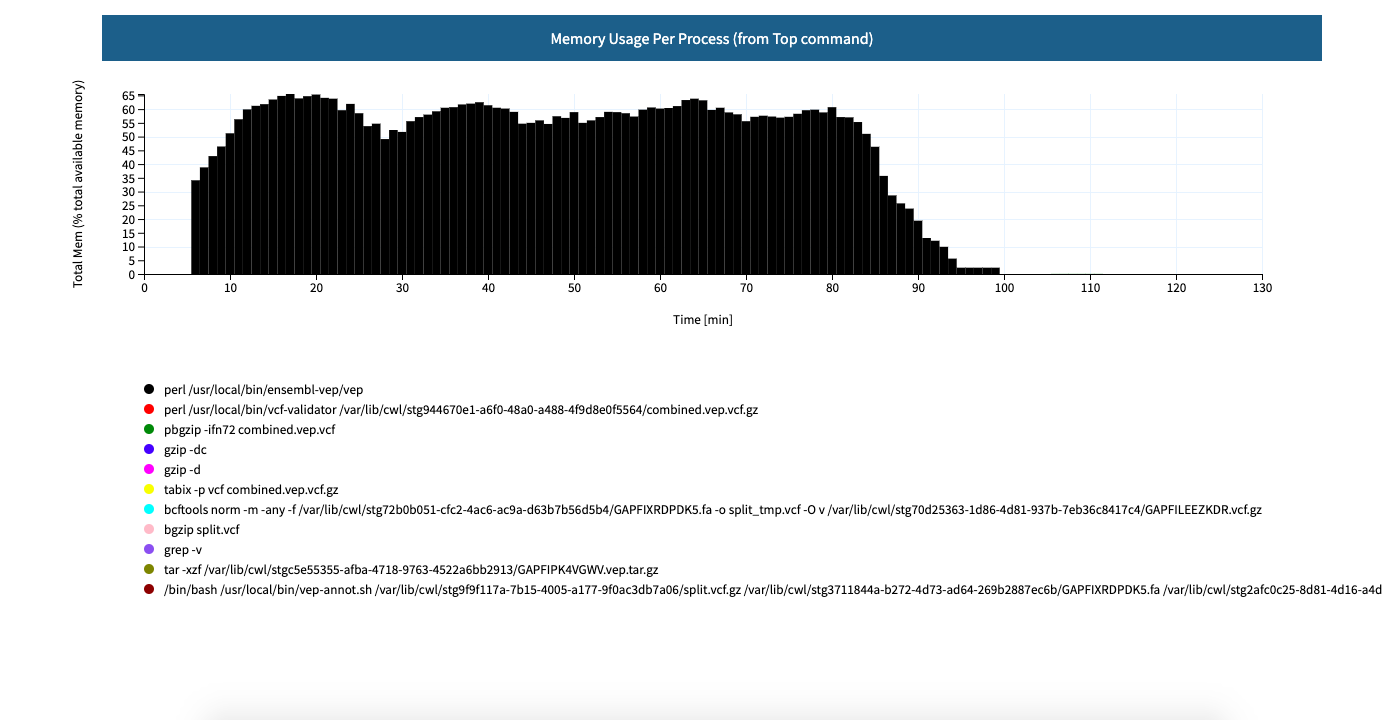 Memory Usage Per Process (from Top command)
Total Mem (% total available memory)
65
60
55
50
45
40
35
30
25
20
15
10
5
0
0 10 20 30 40 50 60 70 80 90 100 110 120 130
Time [min]
perl /usr/local/bin/ensembl-vep/vep
perl /usr/local/bin/vcf-validator /var/lib/cwl/stg944670e1-a6f0-48a0-a488-4f9d8e0f5564/combined.vep.vcf.gz
pbgzip -ifn72 combined.vep.vcf
gzip -dc
gzip -d
tabix -p vcf combined.vep.vcf.gz
bcftools norm -m -any -f /var/lib/cwl/stg72b0b051-cfc2-4ac6-ac9a-d63b7b56d5b4/GAPFIXRDPDK5.fa -o split_tmp.vcf -O v /var/lib/cwl/stg70d25363-1d86-4d81-937b-7eb36c8417c4/GAPFILEEZKDR.vcf.gz
bgzip split.vcf
grep -v
tar -xzf /var/lib/cwl/stgc5e55355-afba-4718-9763-4522a6bb2913/GAPFIPK4VGWV.vep.tar.gz
/bin/bash /usr/local/bin/vep-annot.sh /var/lib/cwl/stg9f9f117a-7b15-4005-a177-9f0ac3db7a06/split.vcf.gz /var/lib/cwl/stg3711844a-b272-4d73-ad64-269b2887ec6b/GAPFIXRDPDK5.fa /var/lib/cwl/stg2afc0c25-8d81-4d16-a4d